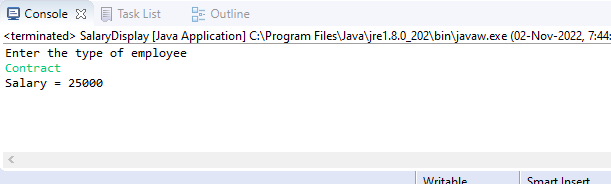 Console Task List Outline
<terminated> SalaryDisplay [Java Application] C:\Program Files\Java\jre1.8.0_202\bin\javaw.exe (02-Nov-2022, 7:44:
Enter the type of employee
Contract
Salary = 25000
Writable Smart Insert